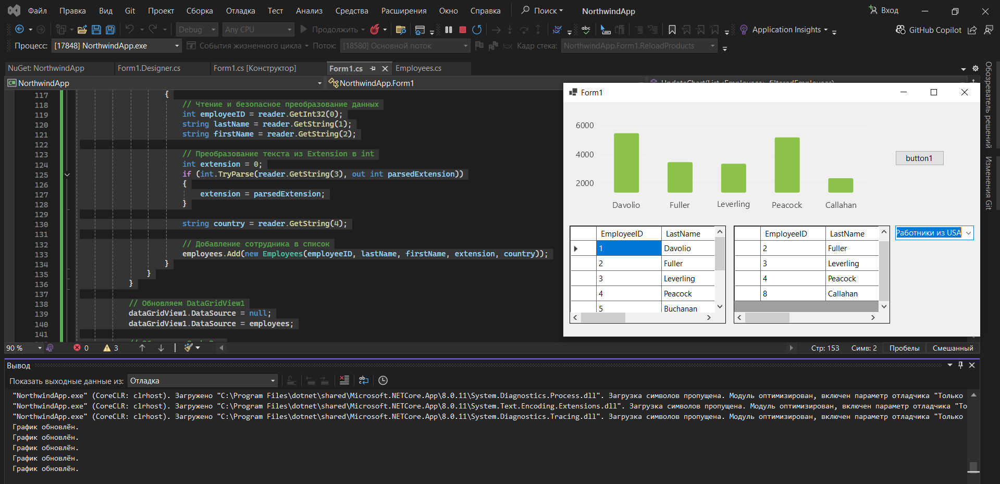 Файл Правка Вид Git Проект Сборка Отладка Тест Анализ Средства Расширения Окно Справка Поиск NorthwindApp Вход
Debug Any CPU Продолжить Application Insights GitHub Copilot
Процесс: [17848] NorthwindApp.exe События жизненного цикла Поток: [18580] Основной поток Кадр стека: NorthwindApp.Form1.ReloadProducts
NuGet: NorthwindApp Form1.Designer.cs Form1.cs [Конструктор] Form1.cs Employees.cs
NorthwindApp NorthwindApp.Form1
117 {
118 // Чтение и безопасное преобразование данных
119 int employeeID = reader.GetInt32(0);
120 string lastName = reader.GetString(1);
121 string firstName = reader.GetString(2);
122
123 // Преобразование текста из Extension в int
124 int extension = 0;
125 if (int.TryParse(reader.GetString(3), out int parsedExtension))
126 {
127 extension = parsedExtension;
128 }
129
130 string country = reader.GetString(4);
131
132 // Добавление сотрудника в список
133 employees.Add(new Employees(employeeID, lastName, firstName, extension, country));
134 }
135 }
136 }
137
138 // Обновляем DataGridView1
139 dataGridView1.DataSource = null;
140 dataGridView1.DataSource = employees;
141
90 % 0 3 Стр: 153 Симв: 2 Пробелы Смешанный
Form1
6000
4000
2000
Davolio Fuller Leverling Peacock Callahan
button1
EmployeeID LastName
1 Davolio
2 Fuller
3 Leverling
4 Peacock
5 Buchanan
EmployeeID LastName
2 Fuller
3 Leverling
4 Peacock
8 Callahan
Работники из USA
Обозреватель решений
Изменения Git
Вывод
Показать выходные данные из: Отладка
"NorthwindApp.exe" (CoreCLR: clrhost). Загружено "C:\Program Files\dotnet\shared\Microsoft.NETCore.App\8.0.11\System.Diagnostics.Process.dll". Загрузка символов пропущена. Модуль оптимизирован, включен параметр отладчика "Только
"NorthwindApp.exe" (CoreCLR: clrhost). Загружено "C:\Program Files\dotnet\shared\Microsoft.NETCore.App\8.0.11\System.Text.Encoding.Extensions.dll". Загрузка символов пропущена. Модуль оптимизирован, включен параметр отладчика "То
"NorthwindApp.exe" (CoreCLR: clrhost). Загружено "C:\Program Files\dotnet\shared\Microsoft.NETCore.App\8.0.11\System.Diagnostics.Tracing.dll". Загрузка символов пропущена. Модуль оптимизирован, включен параметр отладчика "Только
График обновлён.
График обновлён.
График обновлён.
График обновлён.
График обновлён.